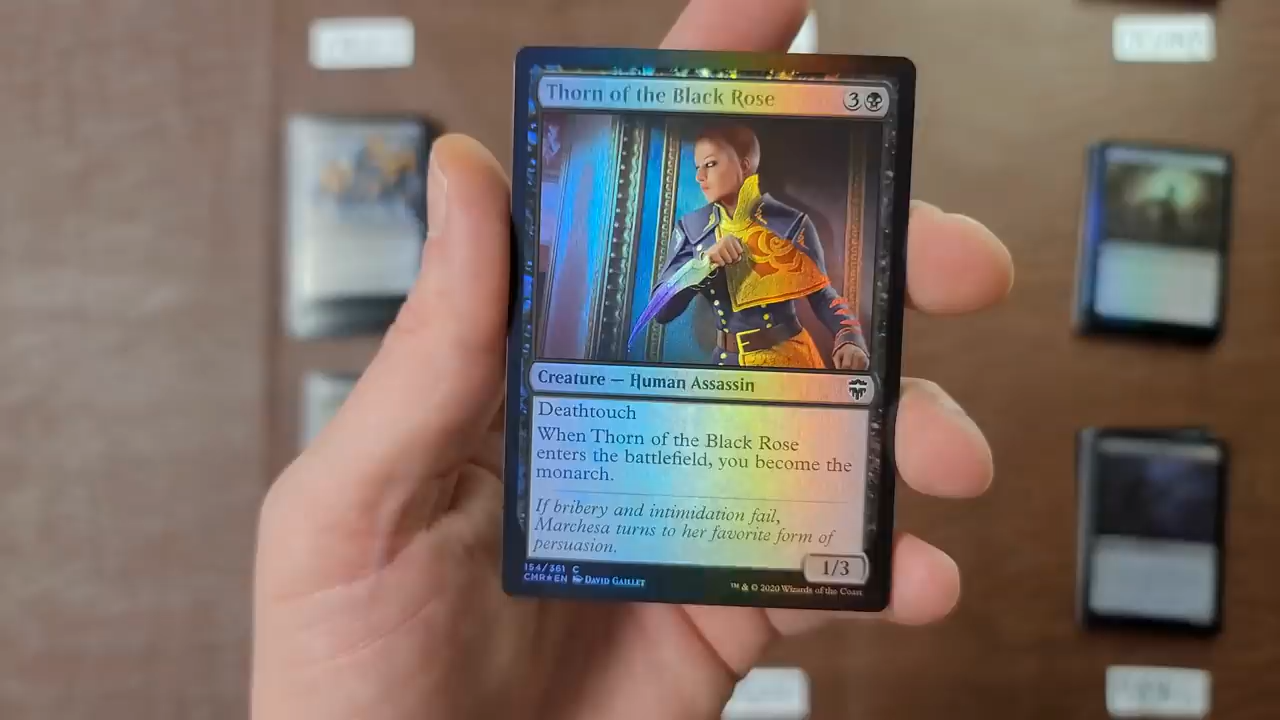 Thorn of the Black Rose
3
Creature — Human Assassin
Deathtouch
When Thorn of the Black Rose
enters the battlefield, you become the
monarch.
If bribery and intimidation fail,
Marchesa turns to her favorite form of
persuasion.
1/3
154/361 C
CMR★EN DAVID GAILLET
™ & © 2020 Wizards of the Coast